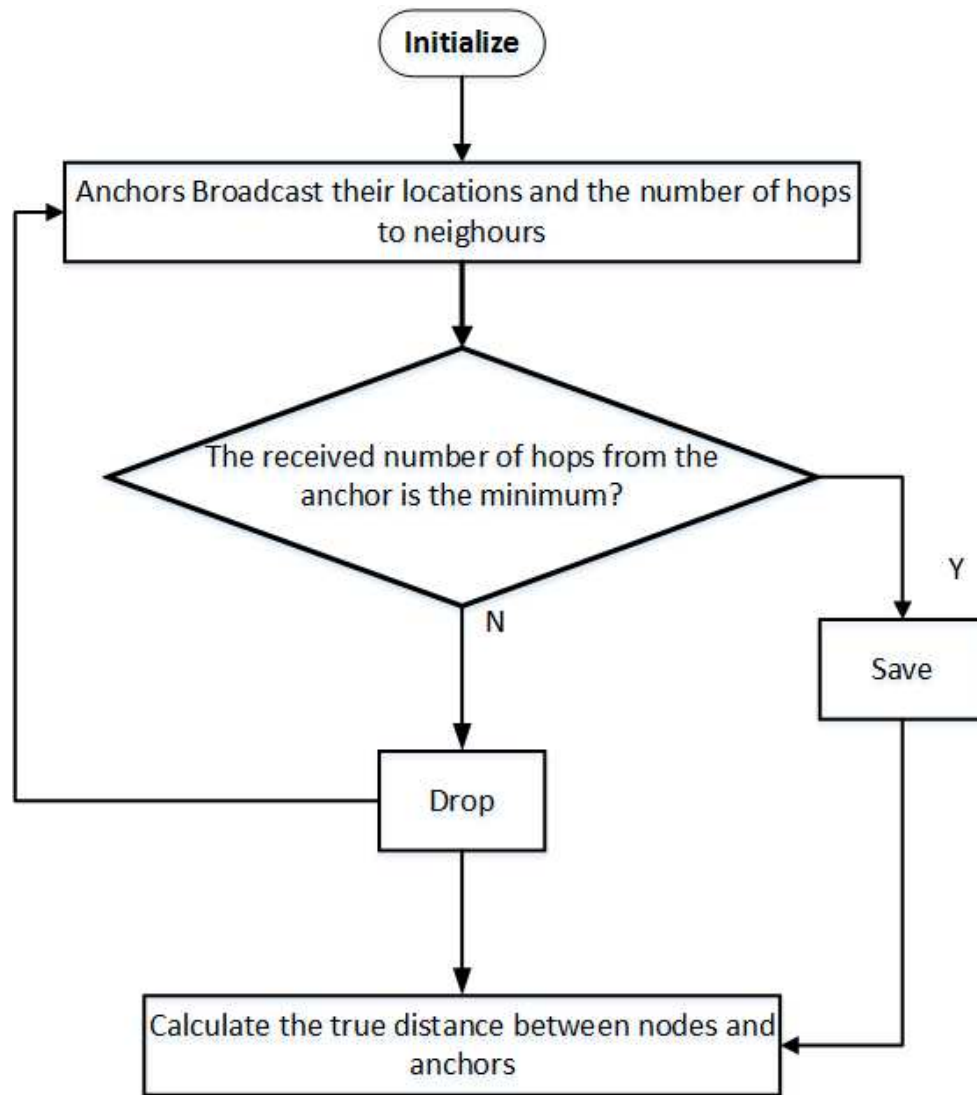 Initialize
Anchors Broadcast their locations and the number of hops
to neighours
The received number of hops from the
anchor is the minimum?
Y
N
Save
Drop
Calculate the true distance between nodes and
anchors